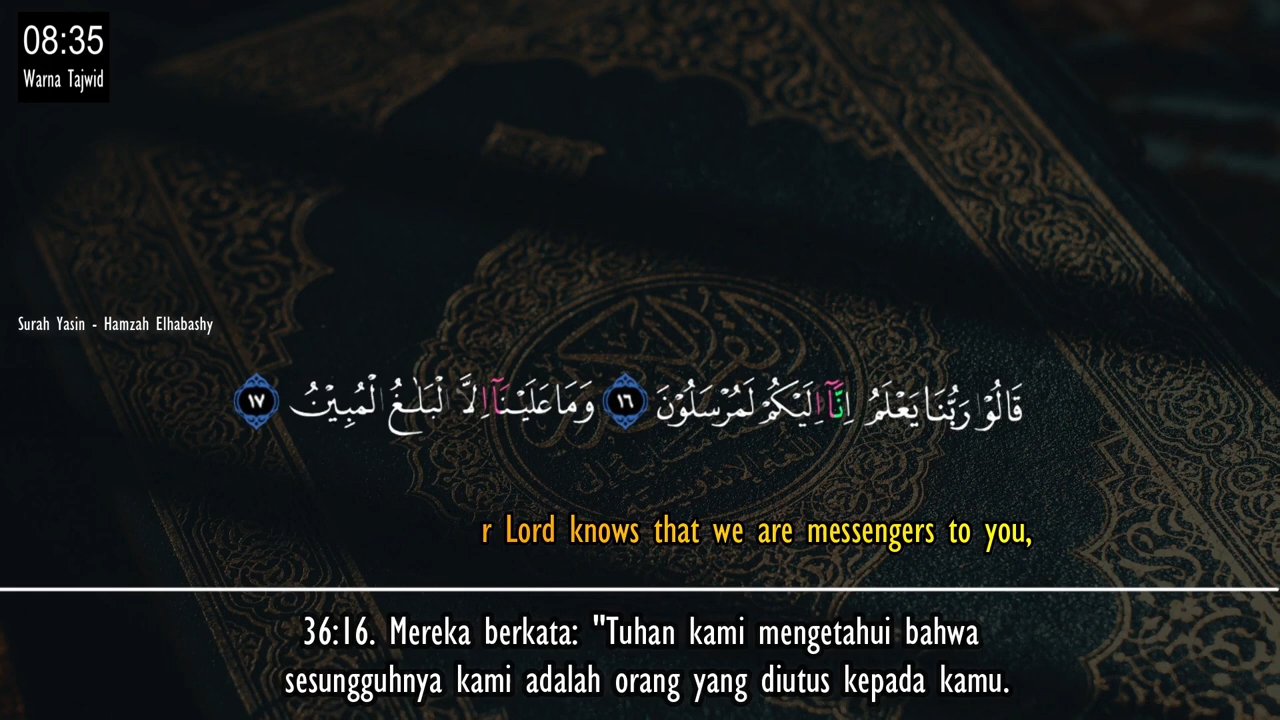 08:35
Warna Tajwid
Surah Yasin - Hamzah Elhabashy
قَالُوْا رَبُّنَا يَعْلَمُ اِنَّآ اِلَيْكُمْ لَمُرْسَلُوْنَ ١٦ وَمَا عَلَيْنَآ اِلَّا الْبَلٰغُ الْمُبِيْنُ ١٧
r Lord knows that we are messengers to you,
36:16. Mereka berkata: "Tuhan kami mengetahui bahwa
sesungguhnya kami adalah orang yang diutus kepada kamu.